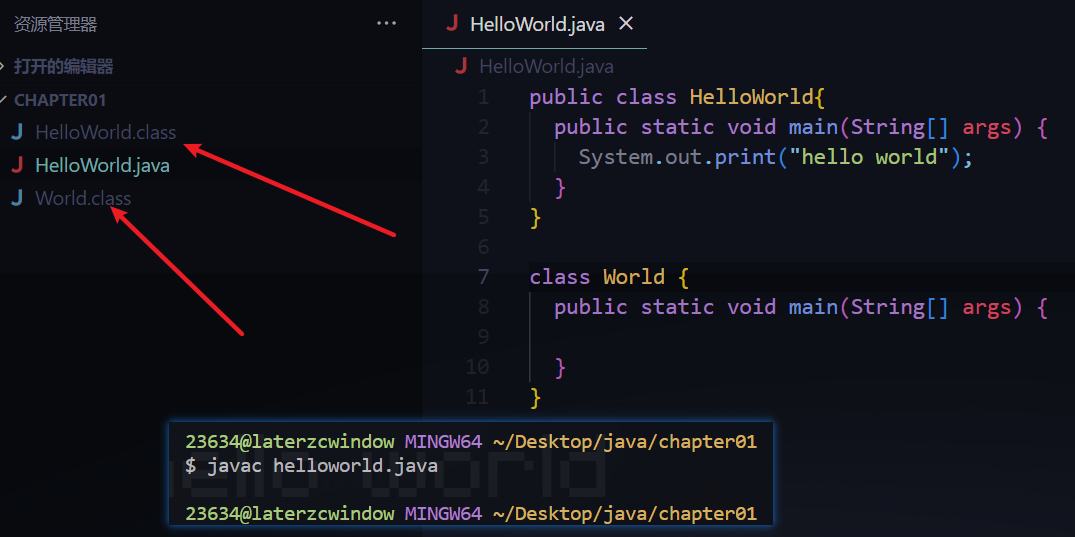 资源管理器 ...
打开的编辑器
CHAPTER01
J HelloWorld.class
J HelloWorld.java
J World.class
J HelloWorld.java ×
J HelloWorld.java
1 public class HelloWorld{
2 public static void main(String[] args) {
3 System.out.print("hello world");
4 }
5 }
6
7 class World {
8 public static void main(String[] args) {
9
10 }
11 }
23634@laterzcwindow MINGW64 ~/Desktop/java/chapter01
$ javac helloworld.java
hello world
23634@laterzcwindow MINGW64 ~/Desktop/java/chapter01